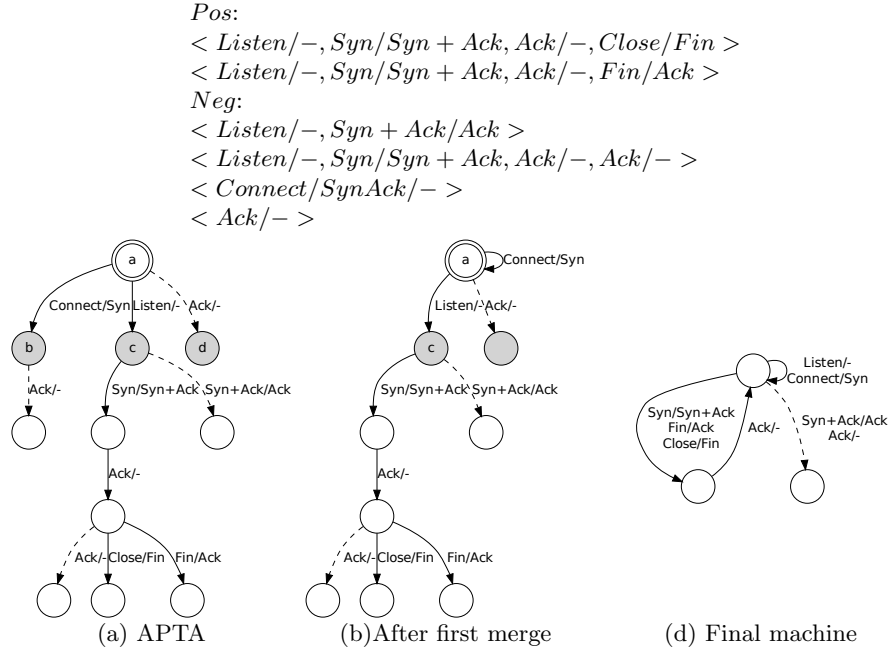 Pos:
< Listen/−, Syn/Syn + Ack, Ack/−, Close/Fin >
< Listen/−, Syn/Syn + Ack, Ack/−, Fin/Ack >
Neg:
< Listen/−, Syn + Ack/Ack >
< Listen/−, Syn/Syn + Ack, Ack/−, Ack/− >
< Connect/SynAck/− >
< Ack/− >
a
Connect/Syn
Listen/-
Ack/-
b
c
d
Ack/-
Syn/Syn+Ack
Syn+Ack/Ack
Ack/-
Ack/-
Close/Fin
Fin/Ack
(a) APTA
a
Connect/Syn
Listen/-
Ack/-
c
Syn/Syn+Ack
Syn+Ack/Ack
Ack/-
Ack/-
Close/Fin
Fin/Ack
(b)After first merge
Listen/-
Connect/Syn
Syn/Syn+Ack
Fin/Ack
Close/Fin
Ack/-
Syn+Ack/Ack
Ack/-
(d) Final machine